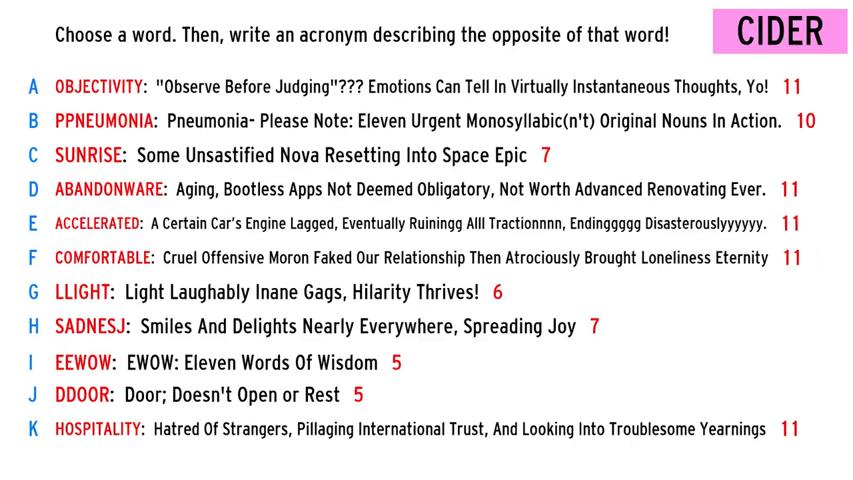 Choose a word. Then, write an acronym describing the opposite of that word!
CIDER
A OBJECTIVITY: "Observe Before Judging"??? Emotions Can Tell In Virtually Instantaneous Thoughts, Yo! 11
B PPNEUMONIA: Pneumonia- Please Note: Eleven Urgent Monosyllabic(n't) Original Nouns In Action. 10
C SUNRISE: Some Unsastified Nova Resetting Into Space Epic 7
D ABANDONWARE: Aging, Bootless Apps Not Deemed Obligatory, Not Worth Advanced Renovating Ever. 11
E ACCELERATED: A Certain Car's Engine Lagged, Eventually Ruiningg Alll Tractionnnn, Endinggggg Disasterouslyyyyyy. 11
F COMFORTABLE: Cruel Offensive Moron Faked Our Relationship Then Atrociously Brought Loneliness Eternity 11
G LLIGHT: Light Laughably Inane Gags, Hilarity Thrives! 6
H SADNESJ: Smiles And Delights Nearly Everywhere, Spreading Joy 7
I EEWOW: EWOW: Eleven Words Of Wisdom 5
J DDOOR: Door; Doesn't Open or Rest 5
K HOSPITALITY: Hatred Of Strangers, Pillaging International Trust, And Looking Into Troublesome Yearnings 11